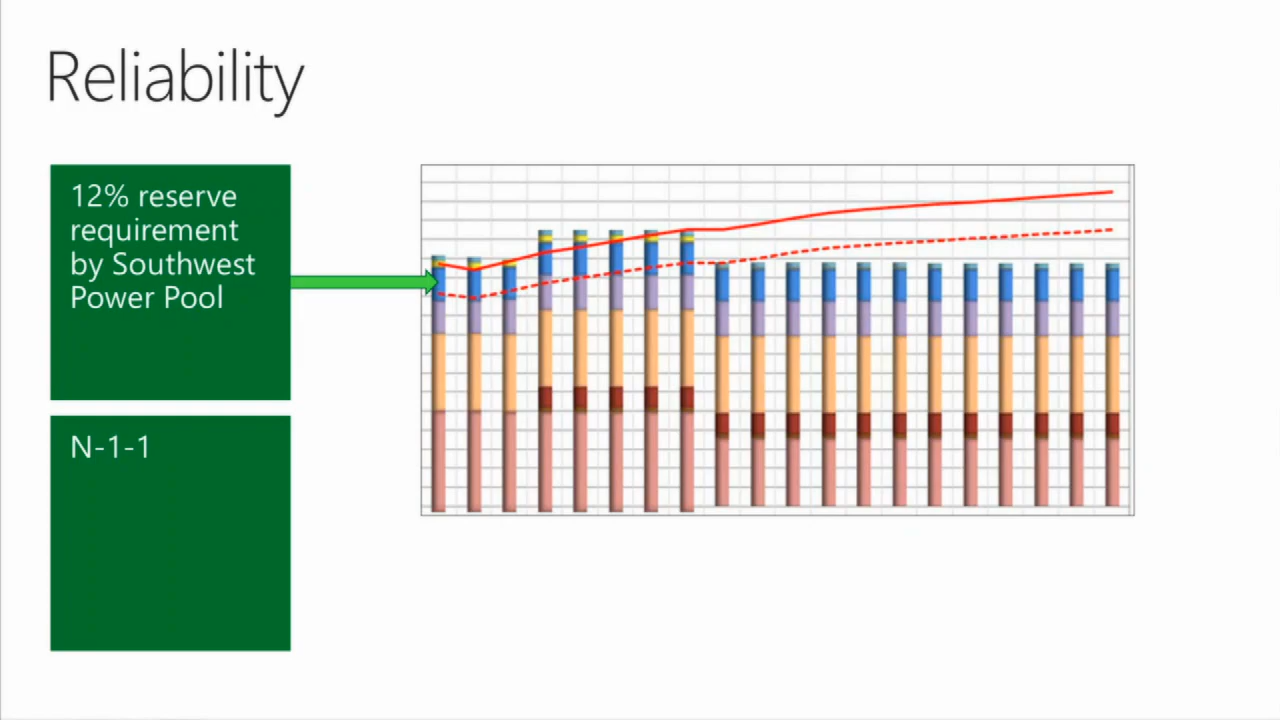 Reliability
12% reserve
requirement
by Southwest
Power Pool
N-1-1